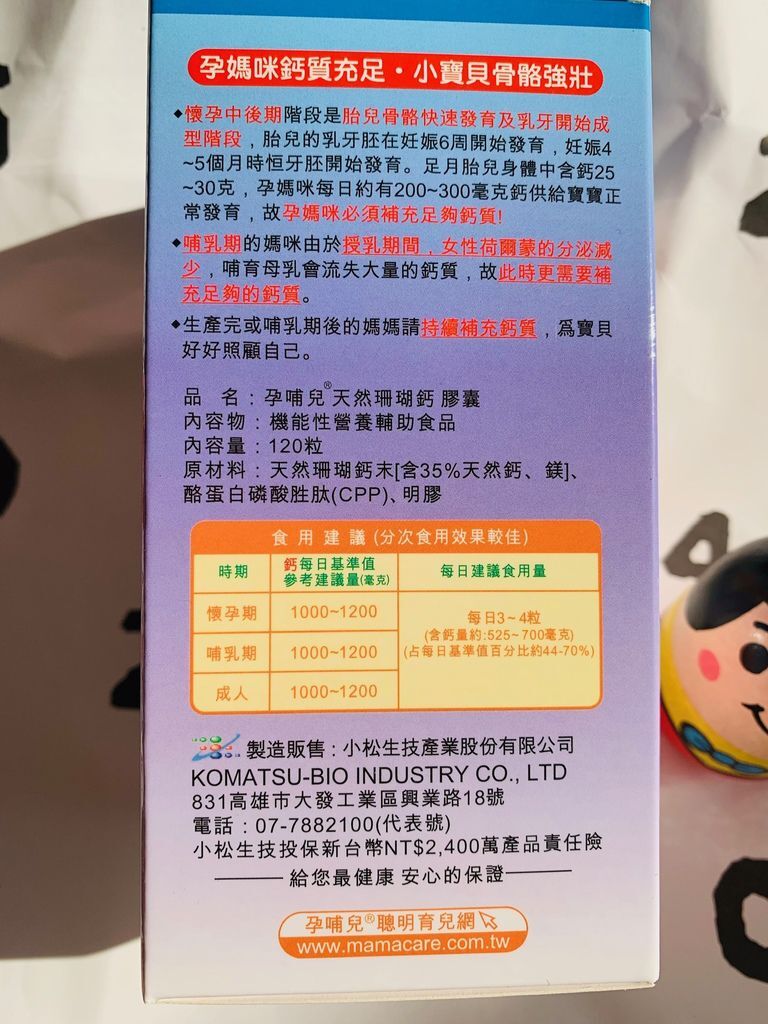 孕媽咪鈣質充足·小寶貝骨骼強壯
◆懷孕中後期階段是胎兒骨骼快速發育及乳牙開始成
型階段，胎兒的乳牙胚在妊娠6周開始發育，妊娠4
~5個月時恒牙胚開始發育。足月胎兒身體中含鈣25
~30克，孕媽咪每日約有200~300毫克鈣供給寶寶正
常發育，故孕媽咪必須補充足夠鈣質!
◆哺乳期的媽咪由於授乳期間，女性荷爾蒙的分泌減
少，哺育母乳會流失大量的鈣質，故此時更需要補
充足夠的鈣質。
◆生產完或哺乳期後的媽媽請持續補充鈣質，爲寶貝
好好照顧自己。
品 名：孕哺兒®天然珊瑚鈣 膠囊
內容物：機能性營養輔助食品
內容量：120粒
原材料：天然珊瑚鈣末[含35%天然鈣、鎂]、
酪蛋白磷酸胜肽(CPP)、明膠
食用建議(分次食用效果較佳)
時期 鈣每日基準值 每日建議食用量
參考建議量(毫克)
懷孕期 1000~1200 每日3~4粒
(含鈣量約:525~700毫克)
哺乳期 1000~1200 (占每日基準值百分比約44-70%)
成人 1000~1200
製造販售：小松生技產業股份有限公司
KOMATSU-BIO INDUSTRY CO., LTD
831高雄市大發工業區興業路18號
電話：07-7882100(代表號)
小松生技投保新台幣NT$2,400萬產品責任險
給您最健康 安心的保證
孕哺兒®聰明育兒網
www.mamacare.com.tw